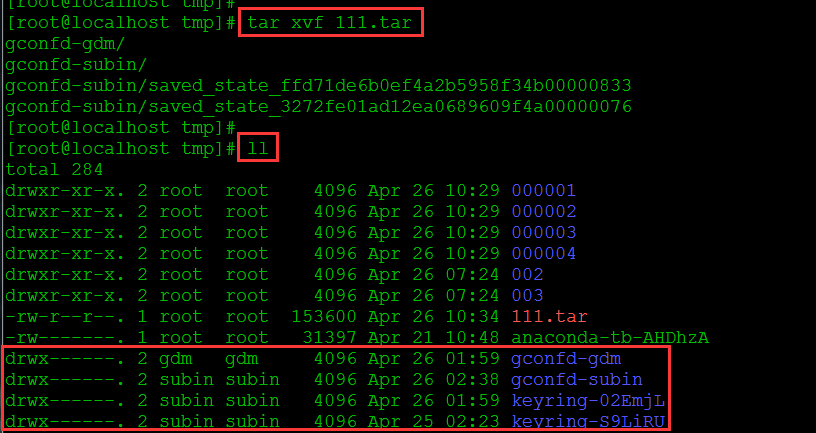 [root@localhost tmp]#
[root@localhost tmp]# tar xvf 111.tar
gconfd-gdm/
gconfd-subin/
gconfd-subin/saved_state_ffd71de6b0ef4a2b5958f34b00000833
gconfd-subin/saved_state_3272fe01ad12ea0689609f4a00000076
[root@localhost tmp]#
[root@localhost tmp]# ll
total 284
drwxr-xr-x. 2 root  root    4096 Apr 26 10:29 000001
drwxr-xr-x. 2 root  root    4096 Apr 26 10:29 000002
drwxr-xr-x. 2 root  root    4096 Apr 26 10:29 000003
drwxr-xr-x. 2 root  root    4096 Apr 26 10:29 000004
drwxr-xr-x. 2 root  root    4096 Apr 26 07:24 002
drwxr-xr-x. 2 root  root    4096 Apr 26 07:24 003
-rw-r--r--. 1 root  root  153600 Apr 26 10:34 111.tar
-rw-------. 1 root  root   31397 Apr 21 10:48 anaconda-tb-AHDhzA
drwx------. 2 gdm   gdm     4096 Apr 26 01:59 gconfd-gdm
drwx------. 2 subin subin   4096 Apr 26 02:38 gconfd-subin
drwx------. 2 subin subin   4096 Apr 26 01:59 keyring-02EmjL
drwx------. 2 subin subin   4096 Apr 25 02:23 keyring-S9LiRU